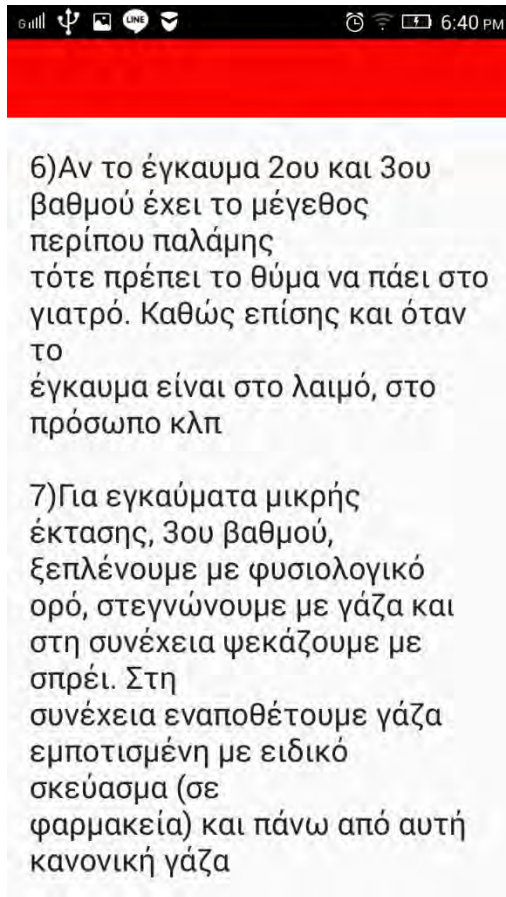 G LINE 6:40 PM
6)Αν το έγκαυμα 2ου και 3ου
βαθμού έχει το μέγεθος
περίπου παλάμης
τότε πρέπει το θύμα να πάει στο
γιατρό. Καθώς επίσης και όταν
το
έγκαυμα είναι στο λαιμό, στο
πρόσωπο κλπ
7)Για εγκαύματα μικρής
έκτασης, 3ου βαθμού,
ξεπλένουμε με φυσιολογικό
ορό, στεγνώνουμε με γάζα και
στη συνέχεια ψεκάζουμε με
σπρέι. Στη
συνέχεια εναποθέτουμε γάζα
εμποτισμένη με ειδικό
σκεύασμα (σε
φαρμακεία) και πάνω από αυτή
κανονική γάζα